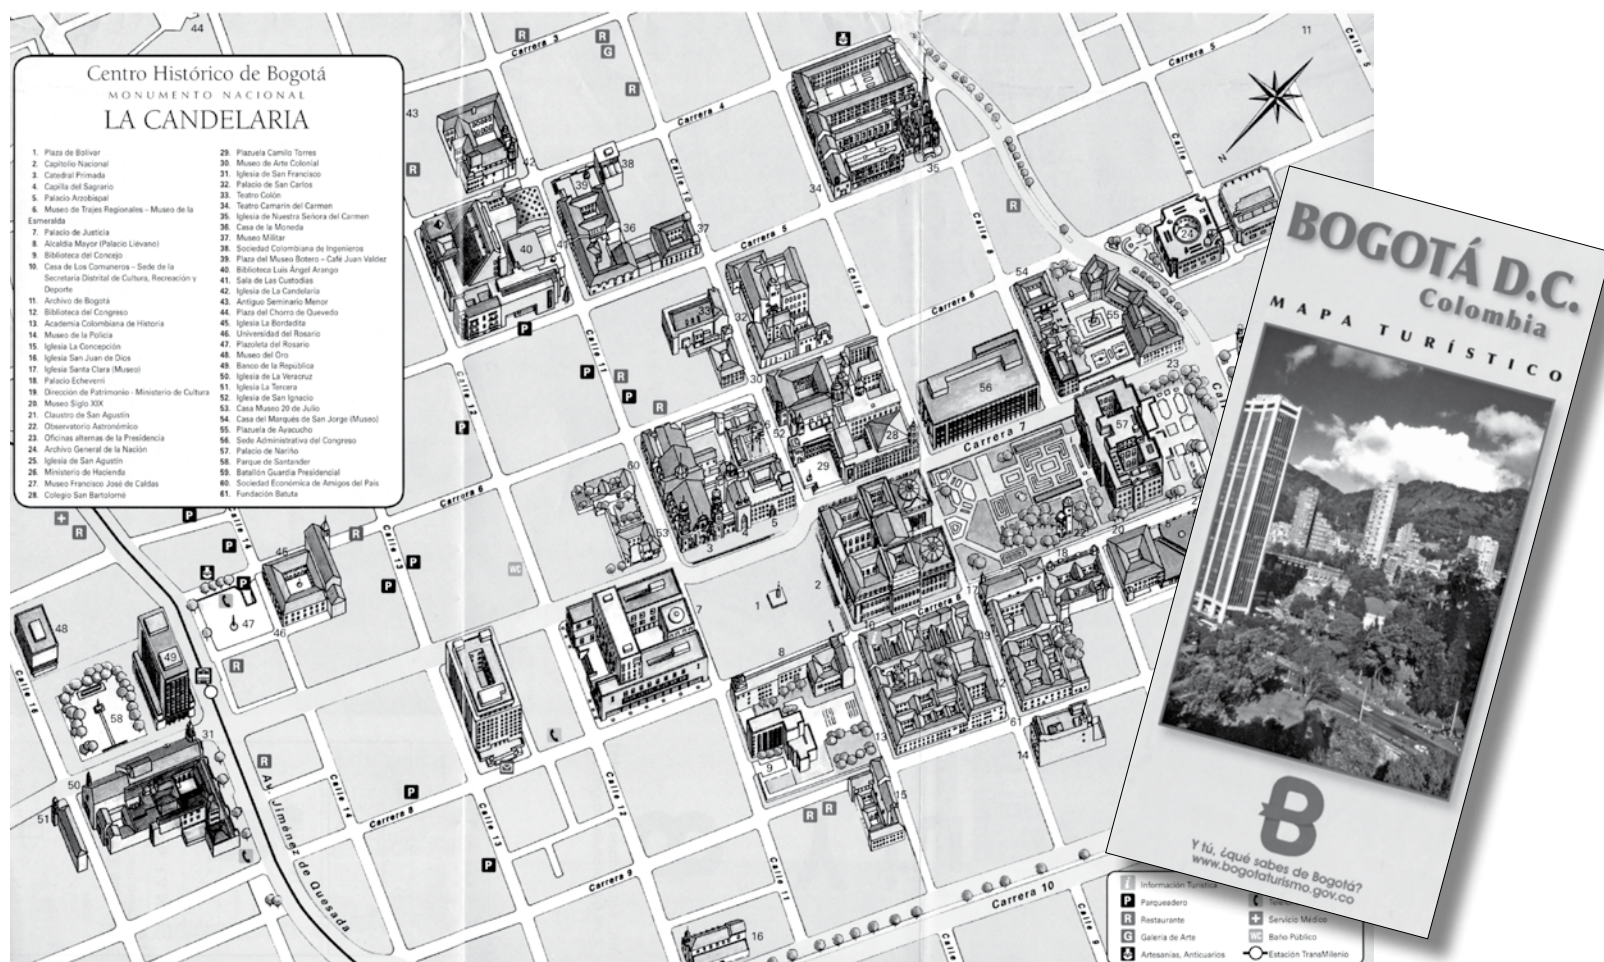 Centro Histórico de Bogotá
MONUMENTO NACIONAL
LA CANDELARIA
1. Plaza de Bolívar
2. Capitolio Nacional
3. Catedral Primada
4. Capilla del Sagrario
5. Palacio Arzobispal
6. Museo de Trajes Regionales – Museo de la
Esmeralda
7. Palacio de Justicia
8. Alcaldía Mayor (Palacio Liévano)
9. Biblioteca del Concejo
10. Casa de Los Comuneros – Sede de la
Secretaría Distrital de Cultura, Recreación y
Deporte
11. Archivo de Bogotá
12. Biblioteca del Congreso
13. Academia Colombiana de Historia
14. Museo de la Policía
15. Iglesia La Concepción
16. Iglesia San Juan de Dios
17. Iglesia Santa Clara (Museo)
18. Palacio Echeverri
19. Dirección de Patrimonio - Ministerio de Cultura
20. Museo Siglo XIX
21. Claustro de San Agustín
22. Observatorio Astronómico
23. Oficinas alternas de la Presidencia
24. Archivo General de la Nación
25. Iglesia de San Agustín
26. Ministerio de Hacienda
27. Museo Francisco José de Caldas
28. Colegio San Bartolomé
29. Plazuela Camilo Torres
30. Museo de Arte Colonial
31. Iglesia de San Francisco
32. Palacio de San Carlos
33. Teatro Colón
34. Teatro Camarín del Carmen
35. Iglesia de Nuestra Señora del Carmen
36. Casa de la Moneda
37. Museo Militar
38. Sociedad Colombiana de Ingenieros
39. Plaza del Museo Botero – Café Juan Valdez
40. Biblioteca Luis Ángel Arango
41. Sala de Las Custodias
42. Iglesia de La Candelaria
43. Antiguo Seminario Menor
44. Plaza del Chorro de Quevedo
45. Iglesia La Bordadita
46. Universidad del Rosario
47. Plazoleta del Rosario
48. Museo del Oro
49. Banco de la República
50. Iglesia de La Veracruz
51. Iglesia La Tercera
52. Iglesia de San Ignacio
53. Casa Museo 20 de Julio
54. Casa del Marqués de San Jorge (Museo)
55. Plazuela de Ayacucho
56. Sede Administrativa del Congreso
57. Palacio de Nariño
58. Parque de Santander
59. Batallón Guardia Presidencial
60. Sociedad Económica de Amigos del País
61. Fundación Batuta
Carrera 3
Carrera 4
Carrera 5
Carrera 5
Carrera 6
Carrera 6
Carrera 7
Carrera 8
Carrera 8
Carrera 9
Carrera 10
Calle 5
Calle 6
Calle 8
Calle 9
Calle 9
Calle 10
Calle 11
Calle 11
Calle 12
Calle 12
Calle 13
Calle 13
Calle 14
Calle 14
Calle 16
Av. Jiménez de Quesada
N
BOGOTÁ D.C.
Colombia
MAPA TURÍSTICO
B
Y tú, ¿qué sabes de Bogotá?
www.bogotaturismo.gov.co
i Información Turística
P Parqueadero
R Restaurante
G Galería de Arte
Artesanías, Anticuarios
Servicio Médico
WC Baño Público
Estación TransMilenio